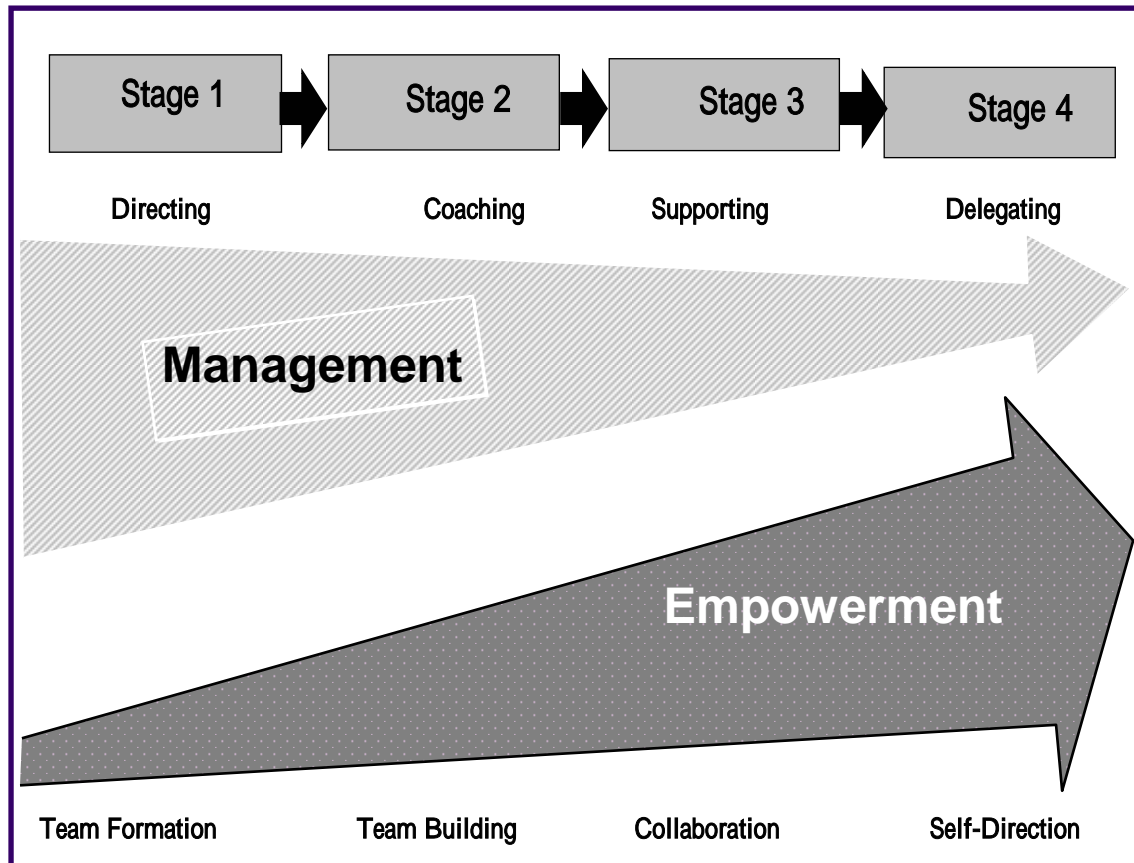 Stage 1
Stage 2
Stage 3
Stage 4
Directing
Coaching
Supporting
Delegating
Management
Empowerment
Team Formation
Team Building
Collaboration
Self-Direction